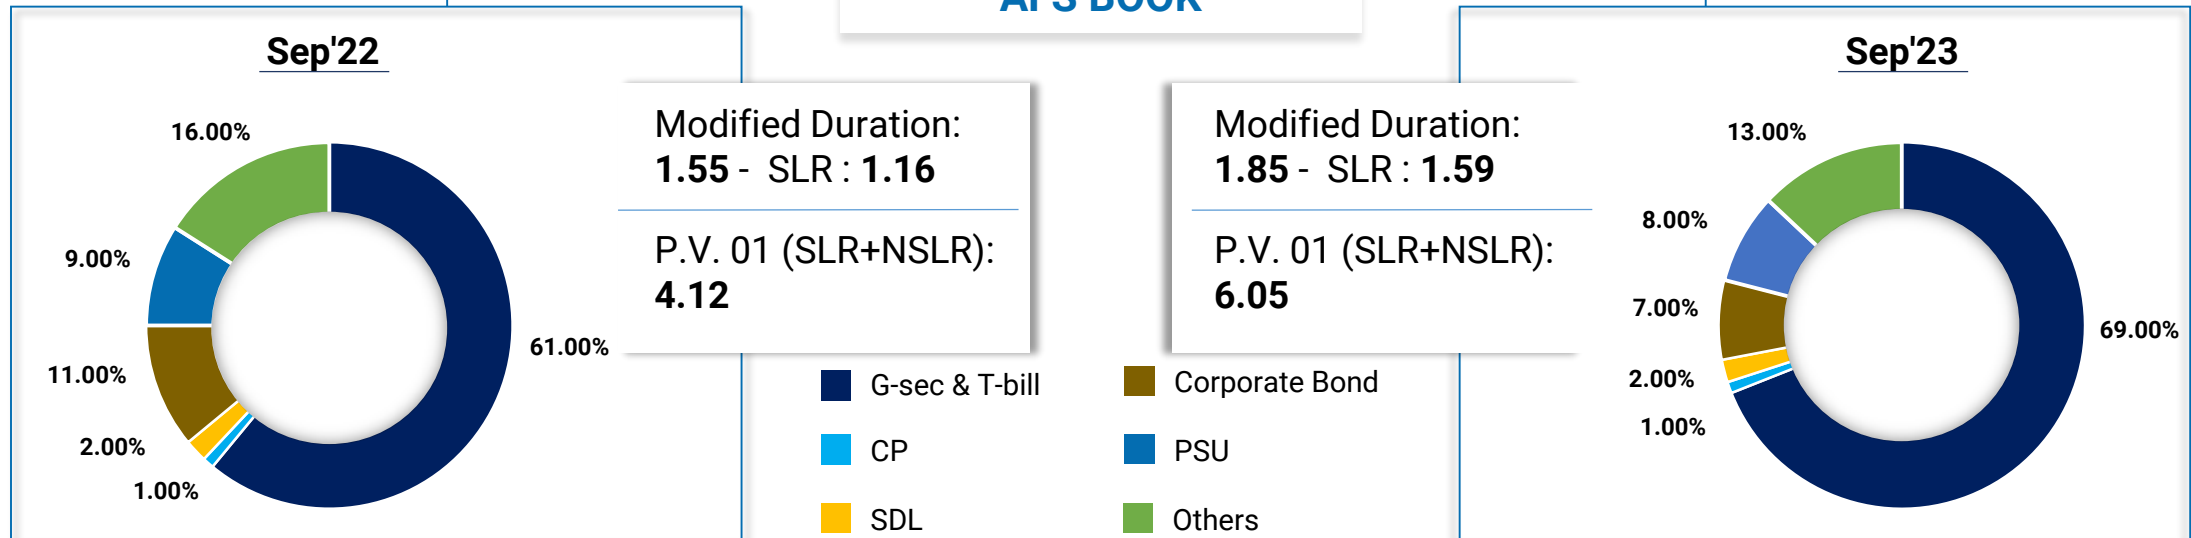 AFS BOOK
Sep'22
16.00%
9.00%
11.00%
2.00%
1.00%
61.00%
Modified Duration:
1.55 - SLR : 1.16
P.V. 01 (SLR+NSLR):
4.12
Modified Duration:
1.85 - SLR : 1.59
P.V. 01 (SLR+NSLR):
6.05
G-sec & T-bill
Corporate Bond
CP
PSU
SDL
Others
Sep'23
13.00%
8.00%
7.00%
2.00%
1.00%
69.00%